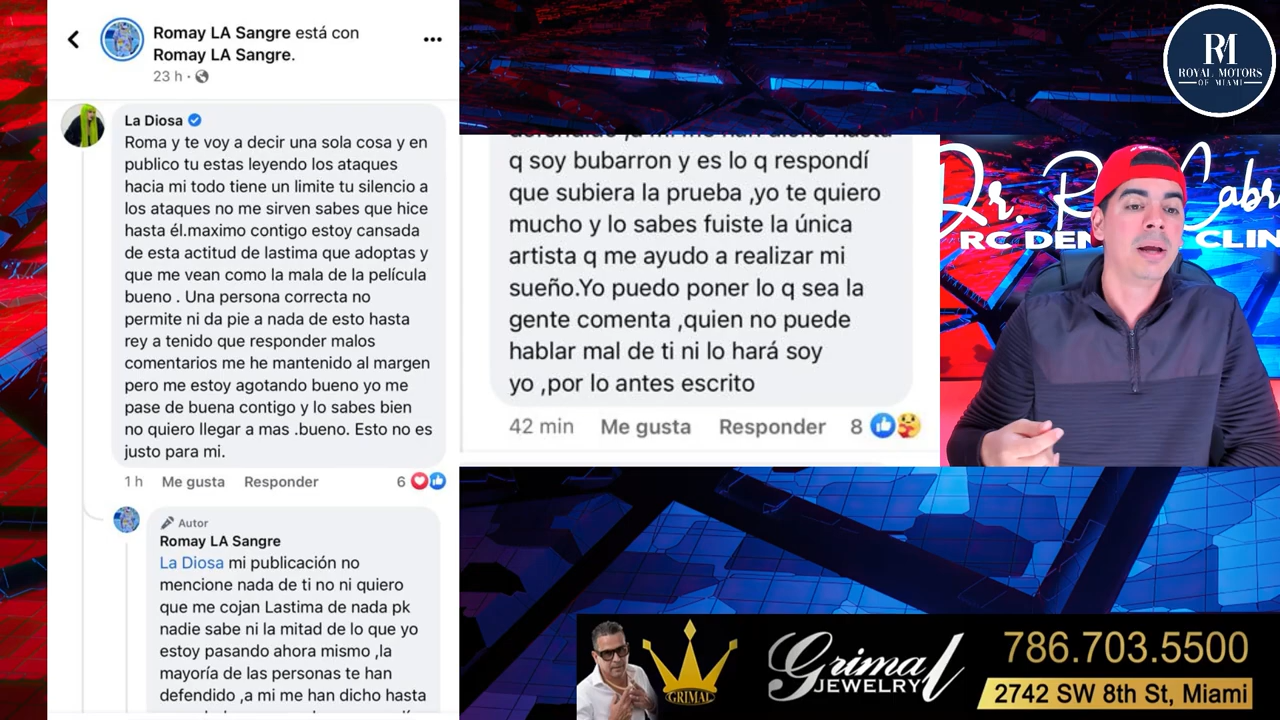 Romay LA Sangre está con
Romay LA Sangre.
23 h ·
La Diosa
Roma y te voy a decir una sola cosa y en
publico tu estas leyendo los ataques
hacia mi todo tiene un limite tu silencio a
los ataques no me sirven sabes que hice
hasta él.maximo contigo estoy cansada
de esta actitud de lastima que adoptas y
que me vean como la mala de la película
bueno . Una persona correcta no
permite ni da pie a nada de esto hasta
rey a tenido que responder malos
comentarios me he mantenido al margen
pero me estoy agotando bueno yo me
pase de buena contigo y lo sabes bien
no quiero llegar a mas .bueno. Esto no es
justo para mi.
1 h Me gusta Responder 6
Autor
Romay LA Sangre
La Diosa mi publicación no
mencione nada de ti no ni quiero
que me cojan Lastima de nada pk
nadie sabe ni la mitad de lo que yo
estoy pasando ahora mismo ,la
mayoría de las personas te han
defendido ,a mi me han dicho hasta
q soy bubarron y es lo q respondí
que subiera la prueba ,yo te quiero
mucho y lo sabes fuiste la única
artista q me ayudo a realizar mi
sueño.Yo puedo poner lo q sea la
gente comenta ,quien no puede
hablar mal de ti ni lo hará soy
yo ,por lo antes escrito
42 min Me gusta Responder 8
RM
ROYAL MOTORS
OF MIAMI
Dr. Cabr
RC DEN CLIN
GRIMAL
Grimal
JEWELRY
786.703.5500
2742 SW 8th St, Miami